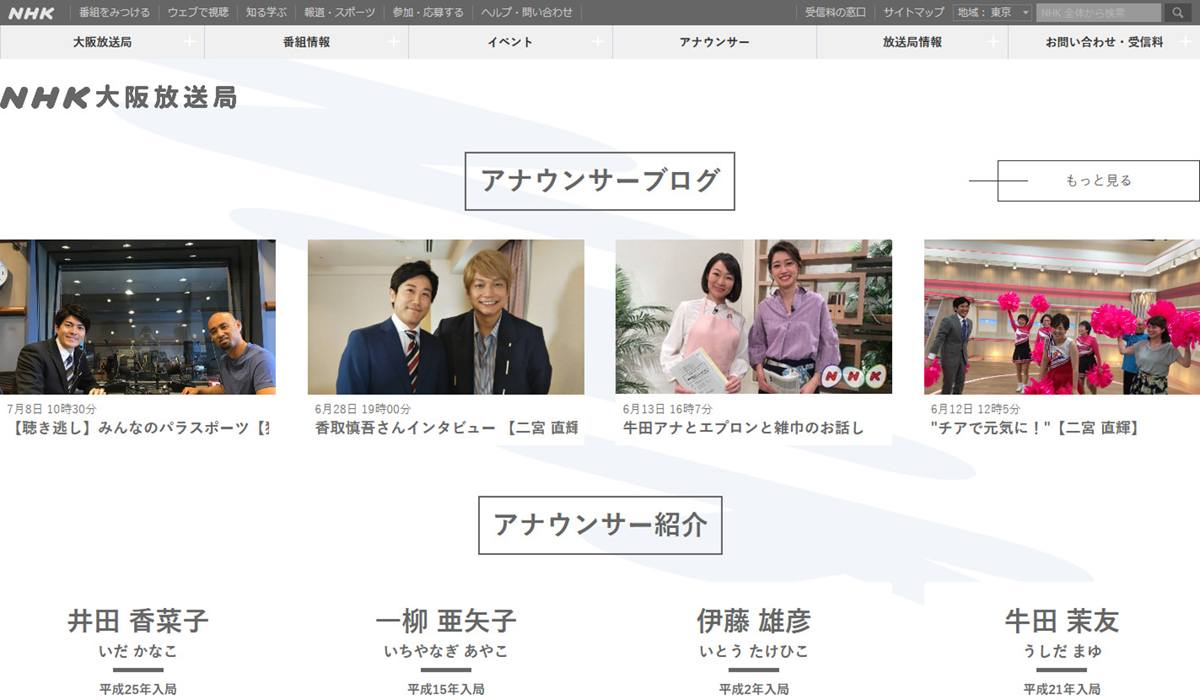 NHK 番組をみつける ウェブで視聴 知る学ぶ 報道・スポーツ 参加・応募する ヘルプ・問い合わせ 受信料の窓口 サイトマップ 地域： 東京 NHK 全体から検索
大阪放送局 番組情報 イベント アナウンサー 放送局情報 お問い合わせ・受信料
NHK大阪放送局
アナウンサーブログ
もっと見る
NHK
7月8日 10時30分
【聴き逃し】みんなのパラスポーツ【
6月28日 19時00分
香取慎吾さんインタビュー 【二宮 直輝
6月13日 16時7分
牛田アナとエプロンと雑巾のお話し
6月12日 12時5分
"チアで元気に！"【二宮 直輝】
アナウンサー紹介
井田 香菜子
いだ かなこ
平成25年入局
一柳 亜矢子
いちやなぎ あやこ
平成15年入局
伊藤 雄彦
いとう たけひこ
平成2年入局
牛田 茉友
うしだ まゆ
平成21年入局